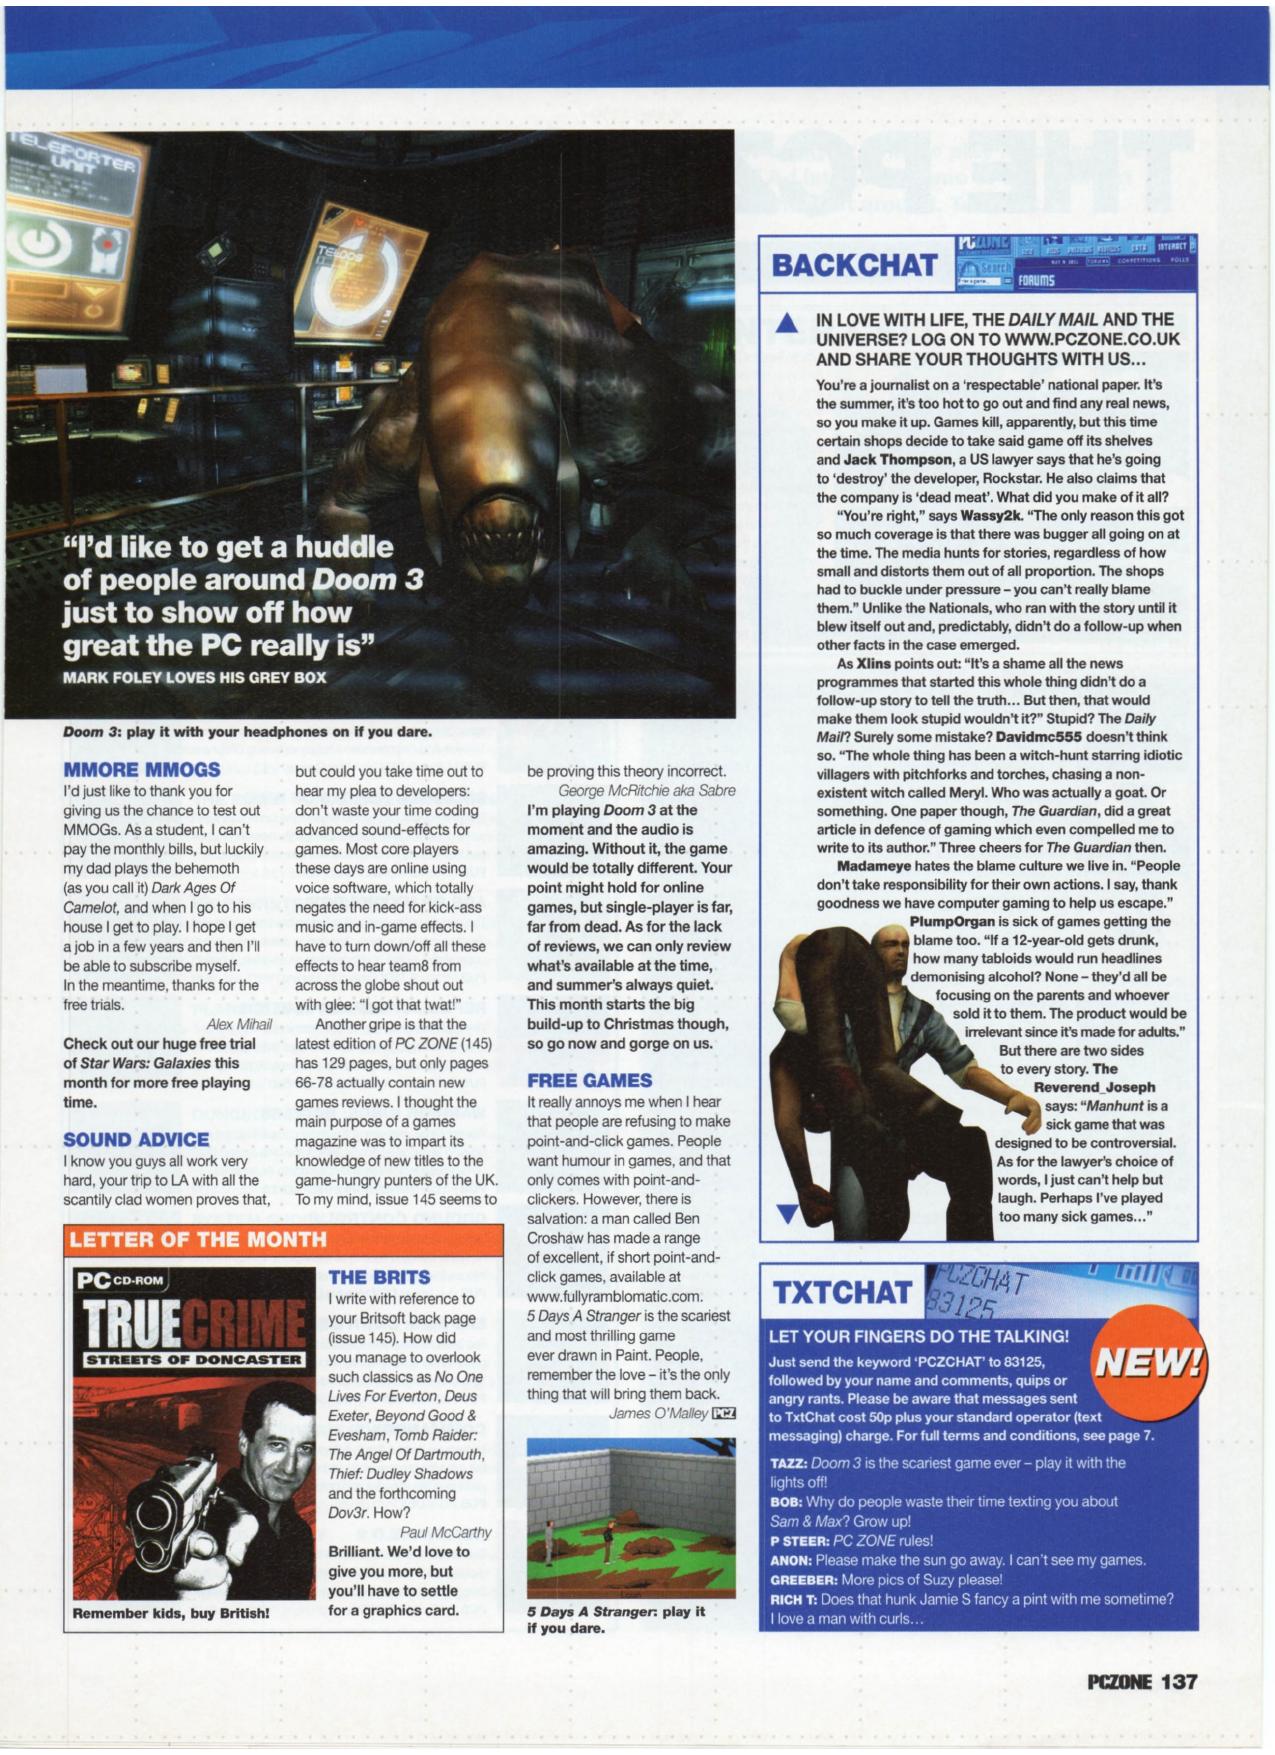 TELEPORTER
UNIT
TELDOS
"I'd like to get a huddle
of people around Doom 3
just to show off how
great the PC really is"
MARK FOLEY LOVES HIS GREY BOX
Doom 3: play it with your headphones on if you dare.
MMORE MMOGS
I'd just like to thank you for
giving us the chance to test out
MMOGs. As a student, I can't
pay the monthly bills, but luckily
my dad plays the behemoth
(as you call it) Dark Ages Of
Camelot, and when I go to his
house I get to play. I hope I get
a job in a few years and then I'll
be able to subscribe myself.
In the meantime, thanks for the
free trials.
Alex Mihail
Check out our huge free trial
of Star Wars: Galaxies this
month for more free playing
time.
SOUND ADVICE
I know you guys all work very
hard, your trip to LA with all the
scantily clad women proves that,
but could you take time out to
hear my plea to developers:
don't waste your time coding
advanced sound-effects for
games. Most core players
these days are online using
voice software, which totally
negates the need for kick-ass
music and in-game effects. I
have to turn down/off all these
effects to hear team8 from
across the globe shout out
with glee: "I got that twat!"
Another gripe is that the
latest edition of PC ZONE (145)
has 129 pages, but only pages
66-78 actually contain new
games reviews. I thought the
main purpose of a games
magazine was to impart its
knowledge of new titles to the
game-hungry punters of the UK.
To my mind, issue 145 seems to
be proving this theory incorrect.
George McRitchie aka Sabre
I'm playing Doom 3 at the
moment and the audio is
amazing. Without it, the game
would be totally different. Your
point might hold for online
games, but single-player is far,
far from dead. As for the lack
of reviews, we can only review
what's available at the time,
and summer's always quiet.
This month starts the big
build-up to Christmas though,
so go now and gorge on us.
FREE GAMES
It really annoys me when I hear
that people are refusing to make
point-and-click games. People
want humour in games, and that
only comes with point-and-
clickers. However, there is
salvation: a man called Ben
Croshaw has made a range
of excellent, if short point-and-
click games, available at
www.fullyramblomatic.com.
5 Days A Stranger is the scariest
and most thrilling game
ever drawn in Paint. People,
remember the love – it's the only
thing that will bring them back.
James O'Malley PCZ
5 Days A Stranger: play it
if you dare.
LETTER OF THE MONTH
PC CD-ROM
TRUE CRIME
STREETS OF DONCASTER
Remember kids, buy British!
THE BRITS
I write with reference to
your Britsoft back page
(issue 145). How did
you manage to overlook
such classics as No One
Lives For Everton, Deus
Exeter, Beyond Good &
Evesham, Tomb Raider:
The Angel Of Dartmouth,
Thief: Dudley Shadows
and the forthcoming
Dov3r. How?
Paul McCarthy
Brilliant. We'd love to
give you more, but
you'll have to settle
for a graphics card.
BACKCHAT
PCZONE
INTERACT
Search
FORUMS
COMPETITIONS
POLLS
FORUMS
IN LOVE WITH LIFE, THE DAILY MAIL AND THE
UNIVERSE? LOG ON TO WWW.PCZONE.CO.UK
AND SHARE YOUR THOUGHTS WITH US...
You're a journalist on a 'respectable' national paper. It's
the summer, it's too hot to go out and find any real news,
so you make it up. Games kill, apparently, but this time
certain shops decide to take said game off its shelves
and Jack Thompson, a US lawyer says that he's going
to 'destroy' the developer, Rockstar. He also claims that
the company is 'dead meat'. What did you make of it all?
"You're right," says Wassy2k. "The only reason this got
so much coverage is that there was bugger all going on at
the time. The media hunts for stories, regardless of how
small and distorts them out of all proportion. The shops
had to buckle under pressure – you can't really blame
them." Unlike the Nationals, who ran with the story until it
blew itself out and, predictably, didn't do a follow-up when
other facts in the case emerged.
As Xlins points out: "It's a shame all the news
programmes that started this whole thing didn't do a
follow-up story to tell the truth... But then, that would
make them look stupid wouldn't it?" Stupid? The Daily
Mail? Surely some mistake? Davidmc555 doesn't think
so. "The whole thing has been a witch-hunt starring idiotic
villagers with pitchforks and torches, chasing a non-
existent witch called Meryl. Who was actually a goat. Or
something. One paper though, The Guardian, did a great
article in defence of gaming which even compelled me to
write to its author." Three cheers for The Guardian then.
Madameye hates the blame culture we live in. "People
don't take responsibility for their own actions. I say, thank
goodness we have computer gaming to help us escape."
PlumpOrgan is sick of games getting the
blame too. "If a 12-year-old gets drunk,
how many tabloids would run headlines
demonising alcohol? None – they'd all be
focusing on the parents and whoever
sold it to them. The product would be
irrelevant since it's made for adults."
But there are two sides
to every story. The
Reverend_Joseph
says: "Manhunt is a
sick game that was
designed to be controversial.
As for the lawyer's choice of
words, I just can't help but
laugh. Perhaps I've played
too many sick games..."
TXTCHAT
PCZCHAT
83125
NEW!
LET YOUR FINGERS DO THE TALKING!
Just send the keyword 'PCZCHAT' to 83125,
followed by your name and comments, quips or
angry rants. Please be aware that messages sent
to TxtChat cost 50p plus your standard operator (text
messaging) charge. For full terms and conditions, see page 7.
TAZZ: Doom 3 is the scariest game ever – play it with the
lights off!
BOB: Why do people waste their time texting you about
Sam & Max? Grow up!
P STEER: PC ZONE rules!
ANON: Please make the sun go away. I can't see my games.
GREEBER: More pics of Suzy please!
RICH T: Does that hunk Jamie S fancy a pint with me sometime?
I love a man with curls...
PCZONE 137